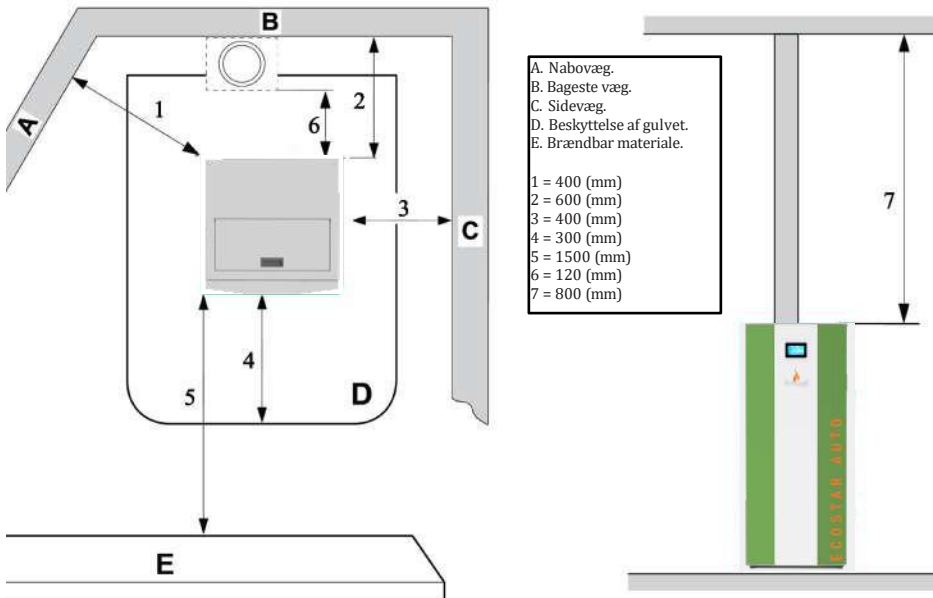 B
A
1
2
6
3
C
4
5
D
E
A. Nabovæg.
B. Bageste væg.
C. Sidevæg.
D. Beskyttelse af gulvet.
E. Brændbar materiale.
1 = 400 (mm)
2 = 600 (mm)
3 = 400 (mm)
4 = 300 (mm)
5 = 1500 (mm)
6 = 120 (mm)
7 = 800 (mm)
7
ECOSTAR AUTO